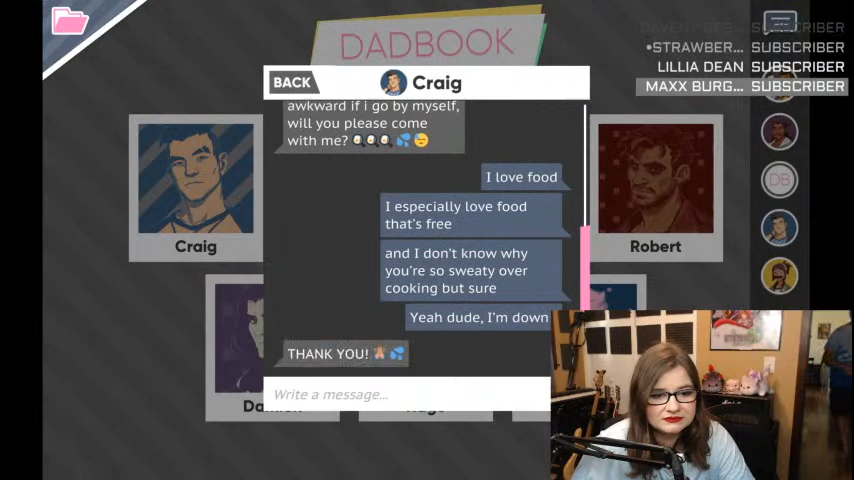 DADBOOK
SUBSCRIBER
•STRAWBER... SUBSCRIBER
LILLIA DEAN SUBSCRIBER
MAXX BURG... SUBSCRIBER
BACK
Craig
awkward if i go by myself,
will you please come
with me? 🍳🍳🍳💦😓
I love food
I especially love food
that's free
and I don't know why
you're so sweaty over
cooking but sure
Yeah dude, I'm down
THANK YOU! 🙏💦
Write a message...
Craig
Robert
DB